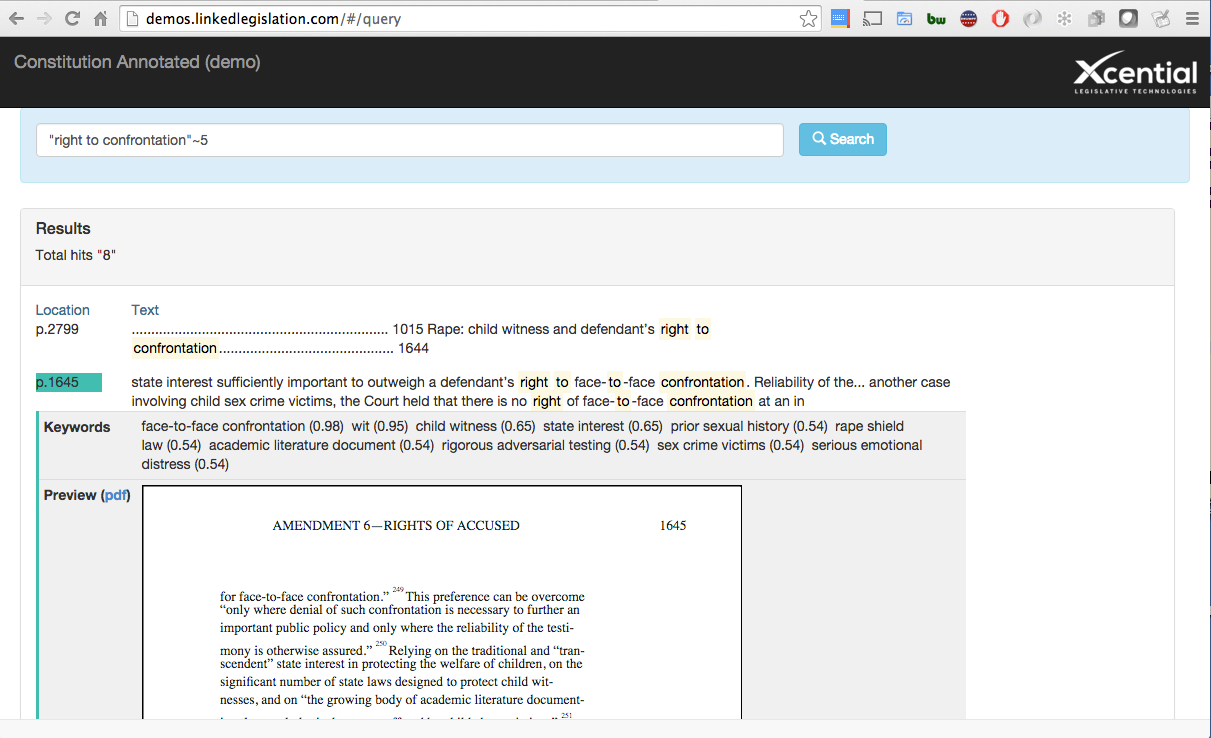 demos.linkedlegislation.com/#/query
bw
Constitution Annotated (demo)
Xcential
LEGISLATIVE TECHNOLOGIES
"right to confrontation"~5
Search
Results
Total hits "8"
Location Text
p.2799 .................................................................. 1015 Rape: child witness and defendant's right to
confrontation............................................. 1644
p.1645 state interest sufficiently important to outweigh a defendant's right to face-to-face confrontation. Reliability of the... another case
involving child sex crime victims, the Court held that there is no right of face-to-face confrontation at an in
Keywords face-to-face confrontation (0.98) wit (0.95) child witness (0.65) state interest (0.65) prior sexual history (0.54) rape shield
law (0.54) academic literature document (0.54) rigorous adversarial testing (0.54) sex crime victims (0.54) serious emotional
distress (0.54)
Preview (pdf)
AMENDMENT 6—RIGHTS OF ACCUSED 1645
for face-to-face confrontation.” 249 This preference can be overcome
“only where denial of such confrontation is necessary to further an
important public policy and only where the reliability of the testi-
mony is otherwise assured.” 250 Relying on the traditional and “tran-
scendent” state interest in protecting the welfare of children, on the
significant number of state laws designed to protect child wit-
nesses, and on “the growing body of academic literature document-
251